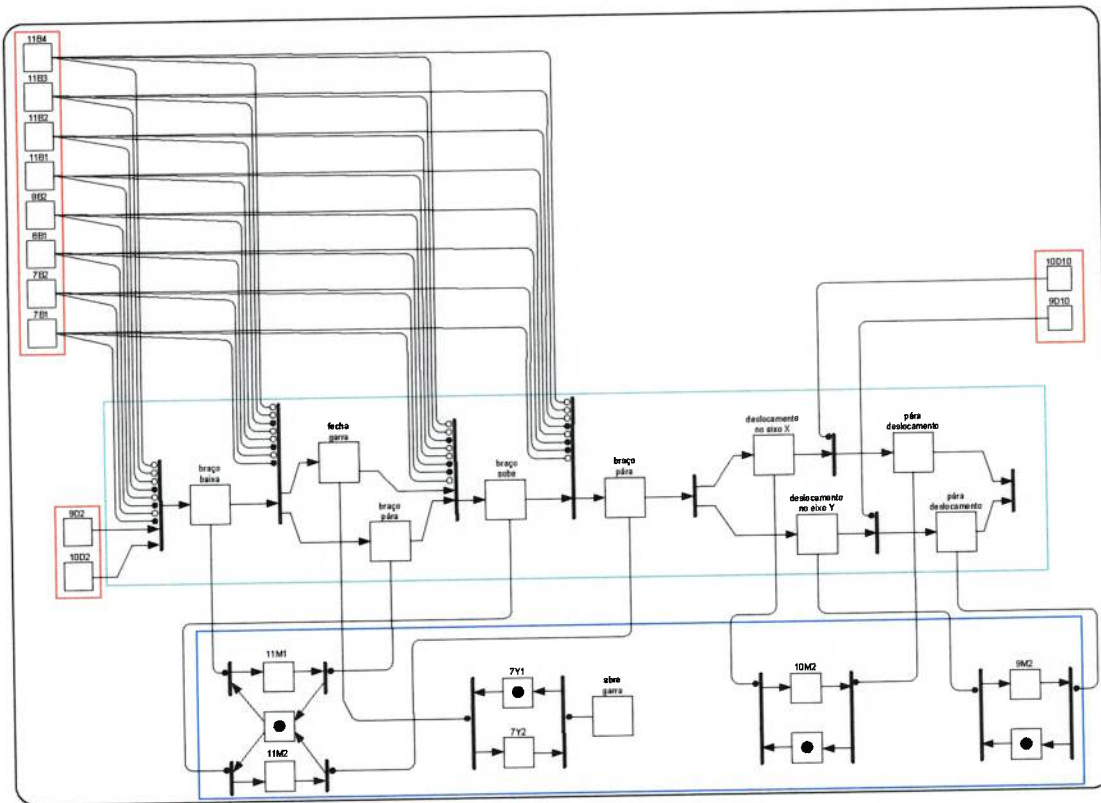 11B4
11B3
11B2
11B1
8B2
8B1
7B2
7B1
10D10
9D10
9D2
10D2
braço
baixa
fecha
garra
braço
pára
braço
sobe
braço
pára
deslocamento
no eixo X
pára
deslocamento
deslocamento
no eixo Y
pára
deslocamento
11M1
11M2
7Y1
7Y2
abre
garra
10M2
9M2